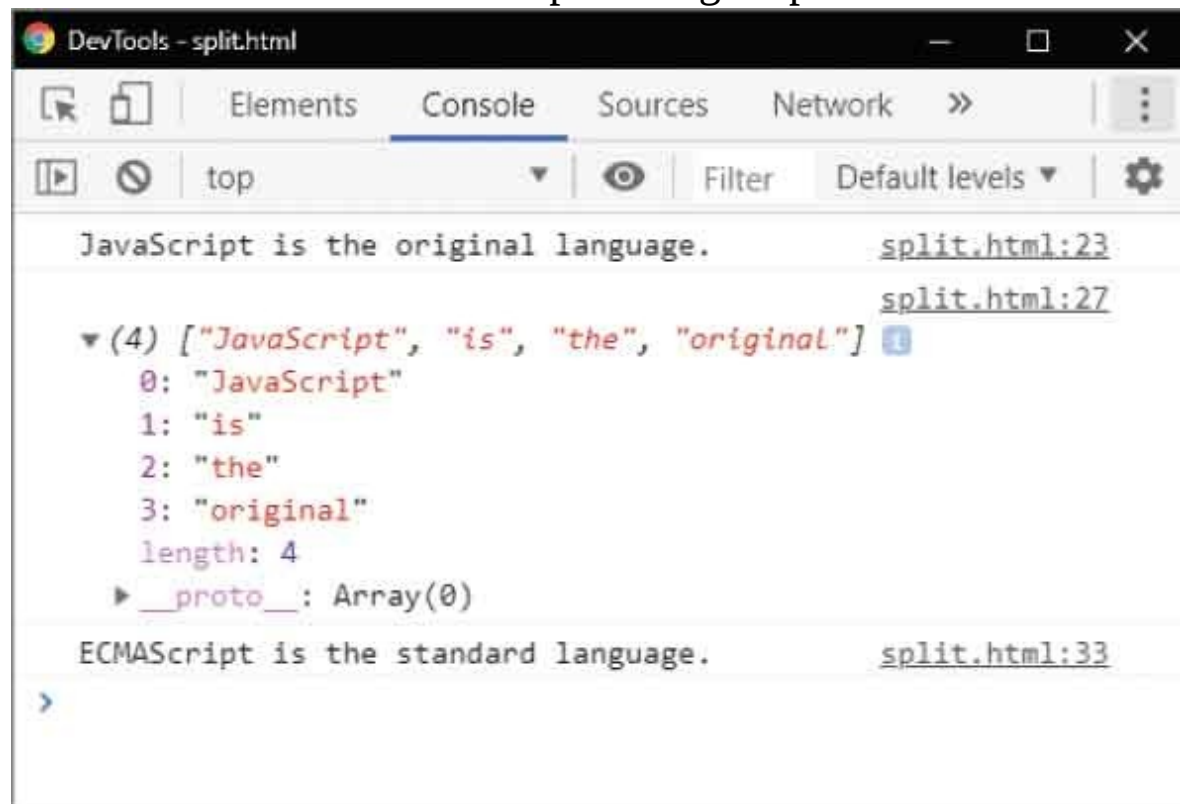 DevTools - split.html
Elements Console Sources Network »
top Filter Default levels
JavaScript is the original language. split.html:23
split.html:27
(4) ["JavaScript", "is", "the", "original"]
0: "JavaScript"
1: "is"
2: "the"
3: "original"
length: 4
__proto__: Array(0)
ECMAScript is the standard language. split.html:33
>